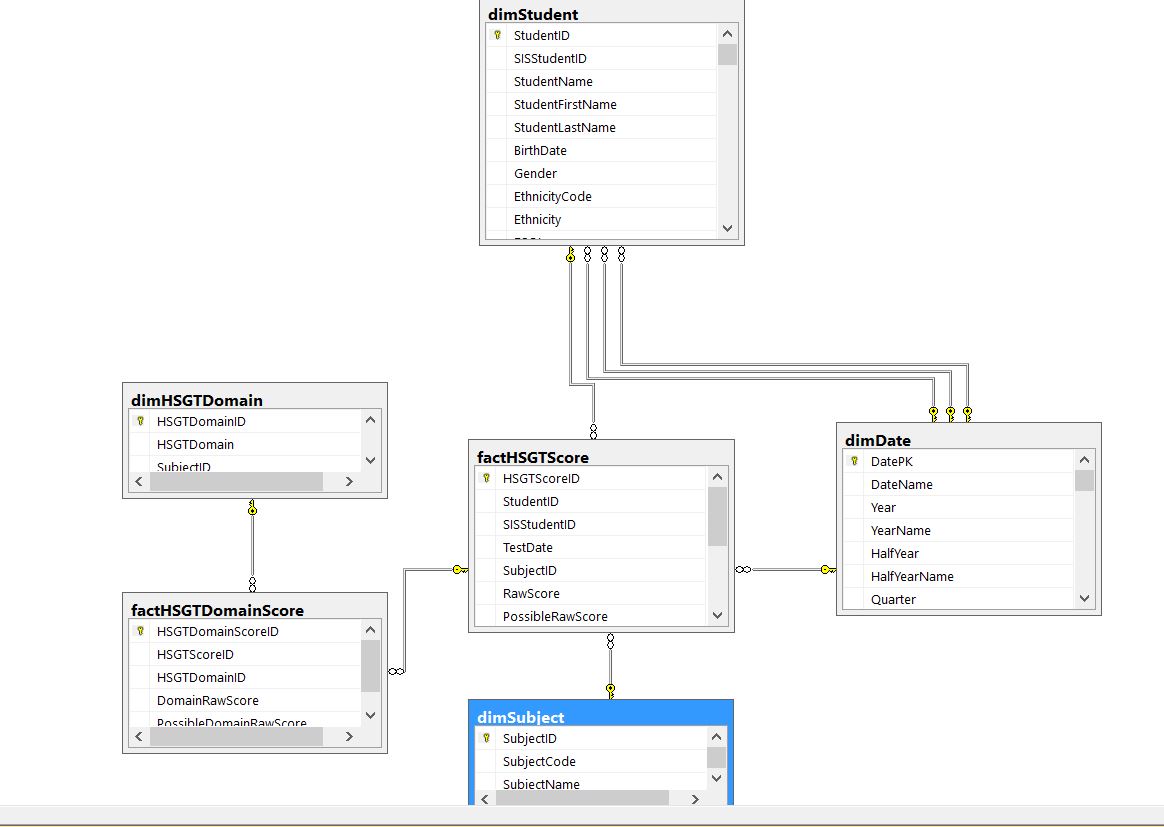 dimStudent
StudentID
SISStudentID
StudentName
StudentFirstName
StudentLastName
BirthDate
Gender
EthnicityCode
Ethnicity
dimHSGTDomain
HSGTDomainID
HSGTDomain
SubjectID
factHSGTScore
HSGTScoreID
StudentID
SISStudentID
TestDate
SubjectID
RawScore
PossibleRawScore
dimDate
DatePK
DateName
Year
YearName
HalfYear
HalfYearName
Quarter
factHSGTDomainScore
HSGTDomainScoreID
HSGTScoreID
HSGTDomainID
DomainRawScore
PossibleDomainRawScore
dimSubject
SubjectID
SubjectCode
SubjectName